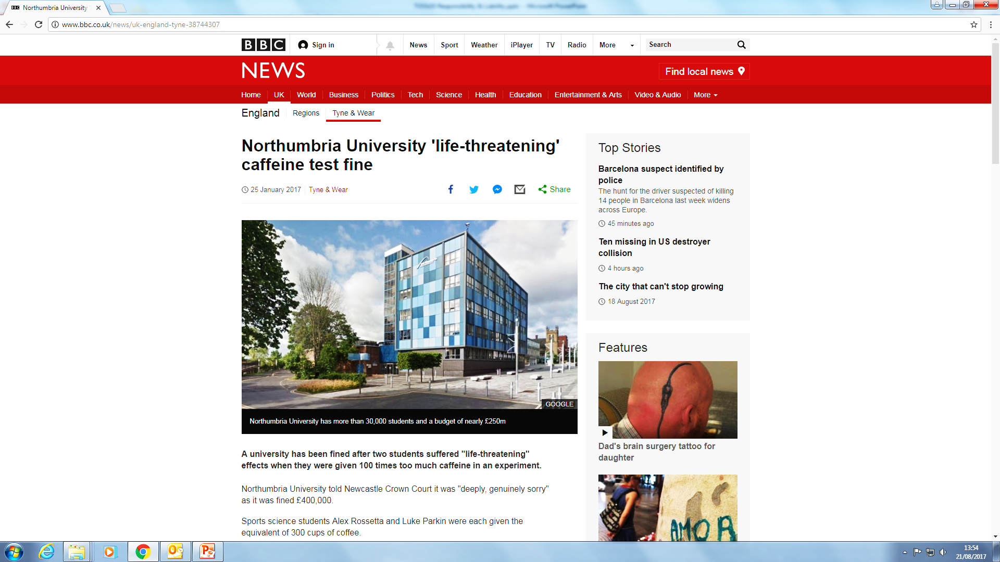 Northumbria University
www.bbc.co.uk/news/uk-england-tyne-38744307
BBC
Sign in
News
Sport
Weather
iPlayer
TV
Radio
More
Search
NEWS
Find local news
Home
UK
World
Business
Politics
Tech
Science
Health
Education
Entertainment & Arts
Video & Audio
More
England
Regions
Tyne & Wear
Northumbria University 'life-threatening'
caffeine test fine
25 January 2017
Tyne & Wear
Share
GOOGLE
Northumbria University has more than 30,000 students and a budget of nearly £250m
A university has been fined after two students suffered "life-threatening"
effects when they were given 100 times too much caffeine in an experiment.
Northumbria University told Newcastle Crown Court it was "deeply, genuinely sorry"
as it was fined £400,000.
Sports science students Alex Rossetta and Luke Parkin were each given the
equivalent of 300 cups of coffee.
Top Stories
Barcelona suspect identified by
police
The hunt for the driver suspected of killing
14 people in Barcelona last week widens
across Europe.
45 minutes ago
Ten missing in US destroyer
collision
4 hours ago
The city that can't stop growing
18 August 2017
Features
Dad's brain surgery tattoo for
daughter
AMOR
13:54
21/08/2017